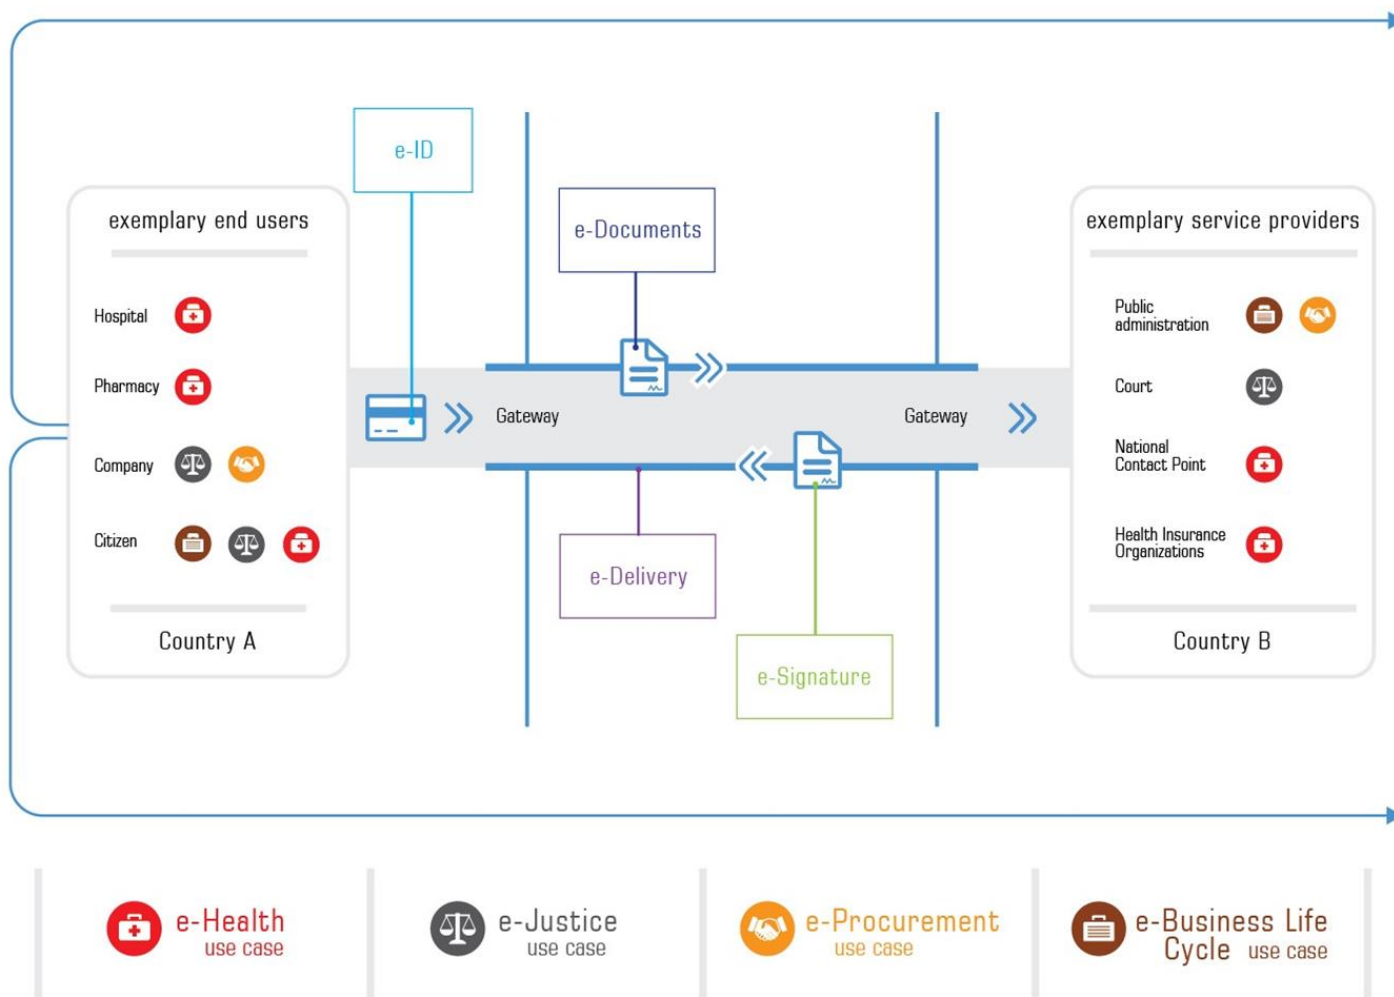 e-ID
exemplary end users
Hospital
Pharmacy
Company
Citizen
Country A
e-Documents
Gateway
Gateway
e-Delivery
e-Signature
exemplary service providers
Public
administration
Court
National
Contact Point
Health Insurance
Organizations
Country B
e-Health
use case
e-Justice
use case
e-Procurement
use case
e-Business Life
Cycle use case